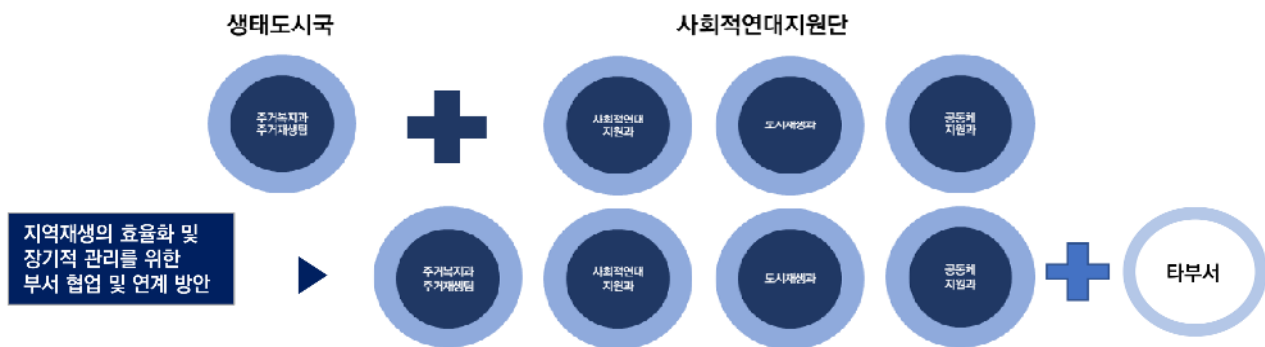 생태도시국
사회적연대지원단
주거복지과
주거재생팀
사회적연대
지원과
도시재생과
공동체
지원과
지역재생의 효율화 및
장기적 관리를 위한
부서 협업 및 연계 방안
주거복지과
주거재생팀
사회적연대
지원과
도시재생과
공동체
지원과
타부서